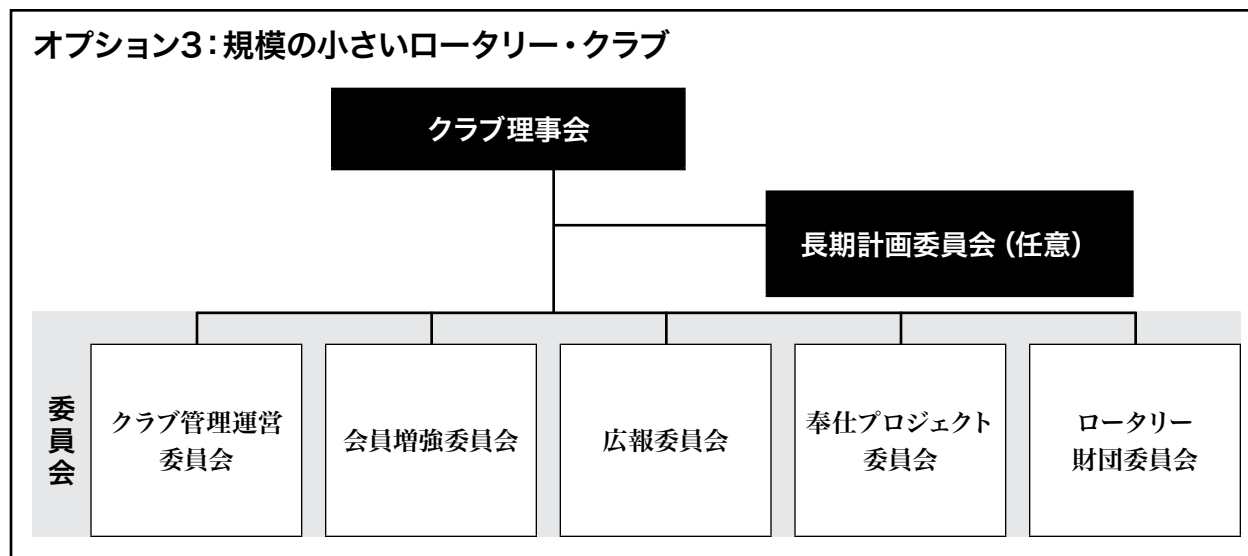 オプション3：規模の小さいロータリー・クラブ
クラブ理事会
長期計画委員会（任意）
委員会
クラブ管理運営
委員会
会員増強委員会
広報委員会
奉仕プロジェクト
委員会
ロータリー
財団委員会